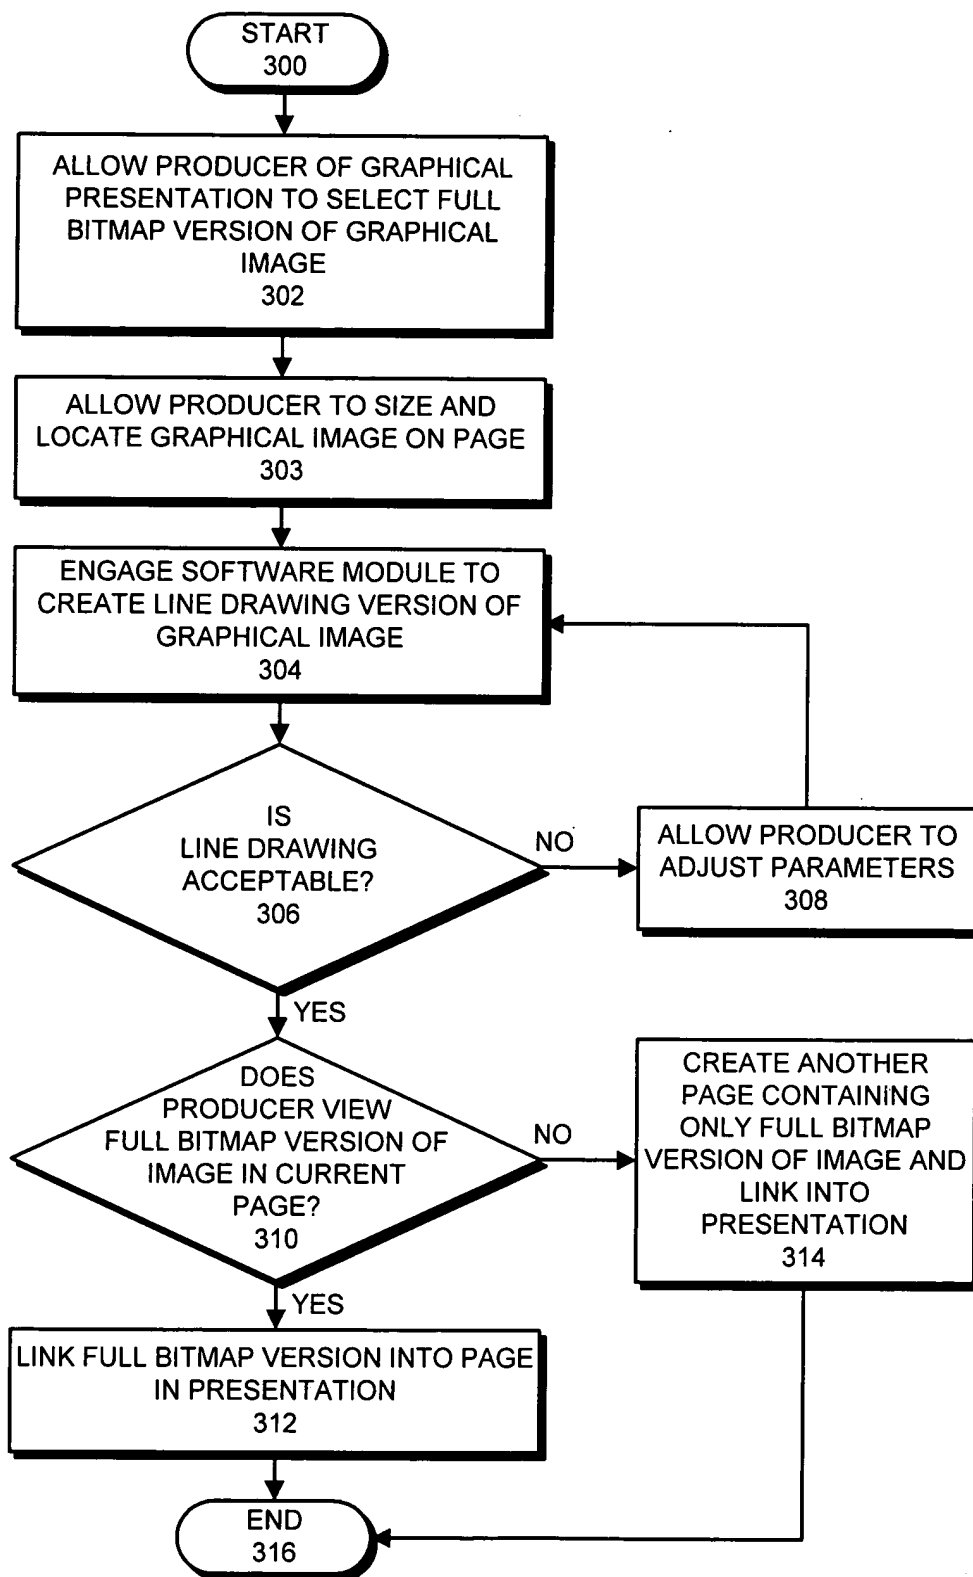 START
300
ALLOW PRODUCER OF GRAPHICAL
PRESENTATION TO SELECT FULL
BITMAP VERSION OF GRAPHICAL
IMAGE
302
ALLOW PRODUCER TO SIZE AND
LOCATE GRAPHICAL IMAGE ON PAGE
303
ENGAGE SOFTWARE MODULE TO
CREATE LINE DRAWING VERSION OF
GRAPHICAL IMAGE
304
IS
LINE DRAWING
ACCEPTABLE?
306
NO
ALLOW PRODUCER TO
ADJUST PARAMETERS
308
YES
DOES
PRODUCER VIEW
FULL BITMAP VERSION OF
IMAGE IN CURRENT
PAGE?
310
NO
CREATE ANOTHER
PAGE CONTAINING
ONLY FULL BITMAP
VERSION OF IMAGE AND
LINK INTO
PRESENTATION
314
YES
LINK FULL BITMAP VERSION INTO PAGE
IN PRESENTATION
312
END
316